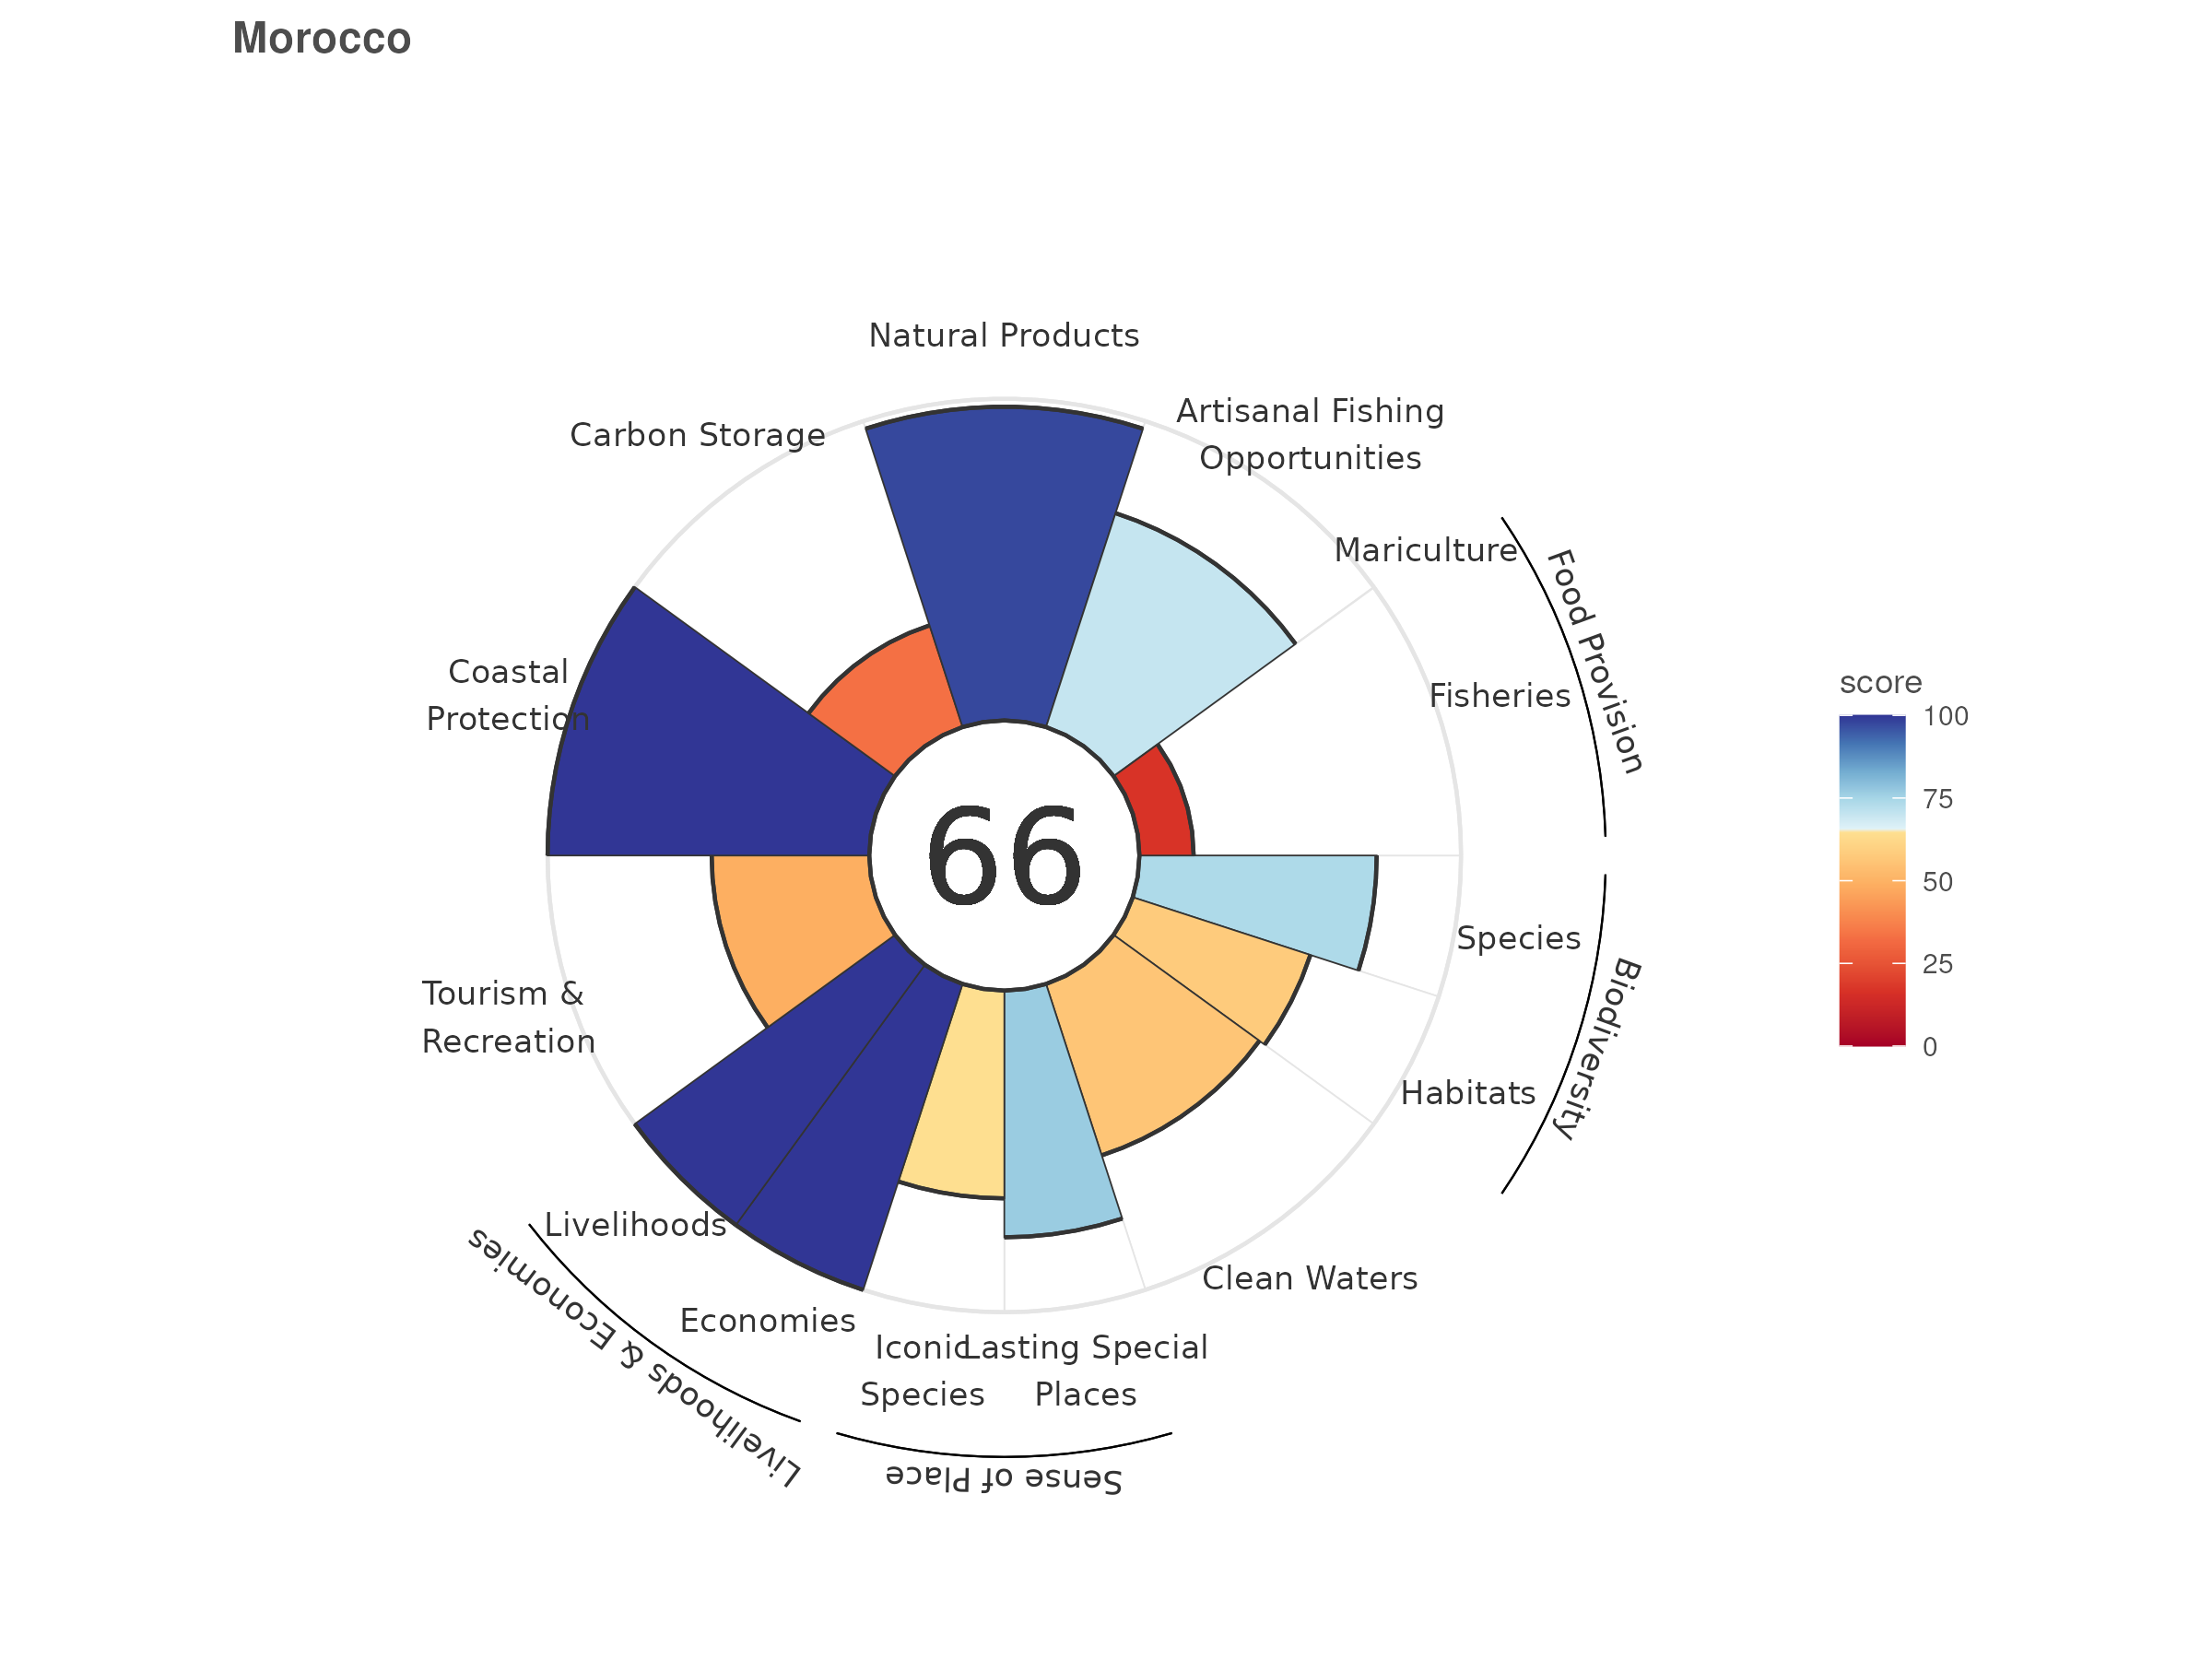 Morocco
Natural Products
Artisanal Fishing
Opportunities
Carbon Storage
Mariculture
Food Provision
Fisheries
Coastal
Protection
score
100
75
50
25
0
66
Species
Biodiversity
Habitats
Tourism &
Recreation
Livelihoods
Livelihoods & Economies
Economies
Clean Waters
Iconic
Species
Lasting Special
Places
Sense of Place